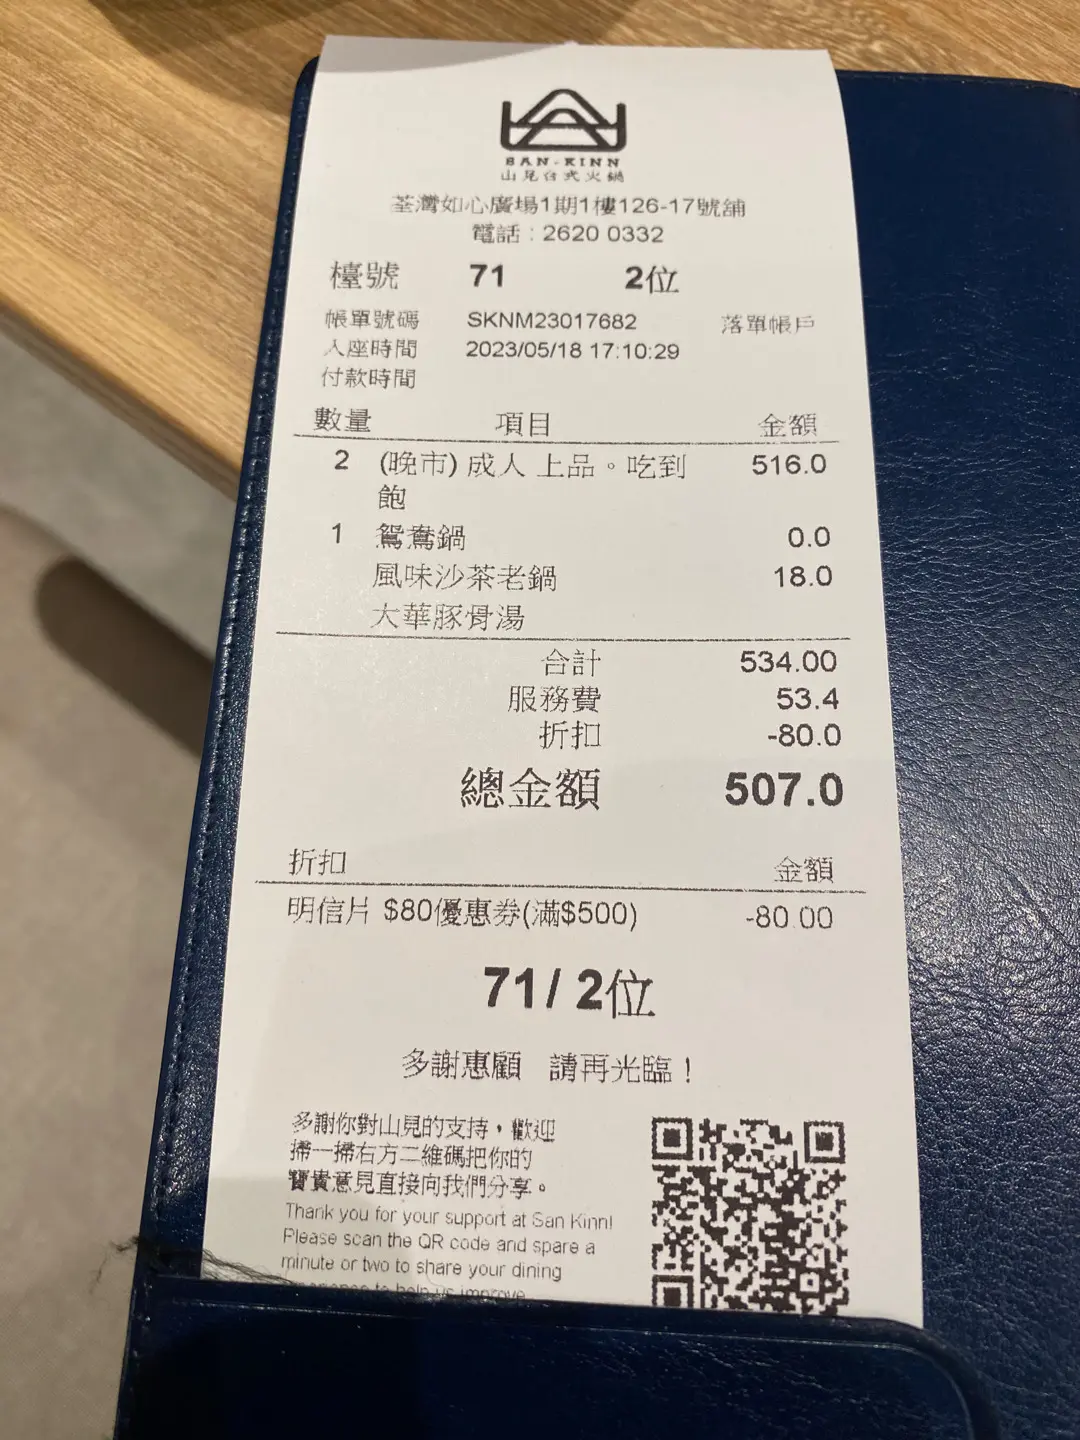 SAN-KINN
山見台式火鍋
荃灣如心廣場1期1樓126-17號舖
電話：2620 0332
檯號 71 2位
帳單號碼 SKNM23017682 落單帳戶
入座時間 2023/05/18 17:10:29
付款時間
數量 項目 金額
2 (晚市) 成人 上品。吃到 516.0
飽
1 鴛鴦鍋 0.0
風味沙茶老鍋 18.0
大華豚骨湯
合計 534.00
服務費 53.4
折扣 -80.0
總金額 507.0
折扣 金額
明信片 $80優惠券(滿$500) -80.00
71/ 2位
多謝惠顧 請再光臨！
多謝你對山見的支持，歡迎
掃一掃右方二維碼把你的
寶貴意見直接向我們分享。
Thank you for your support at San Kinn!
Please scan the QR code and spare a
minute or two to share your dining
to help us improve